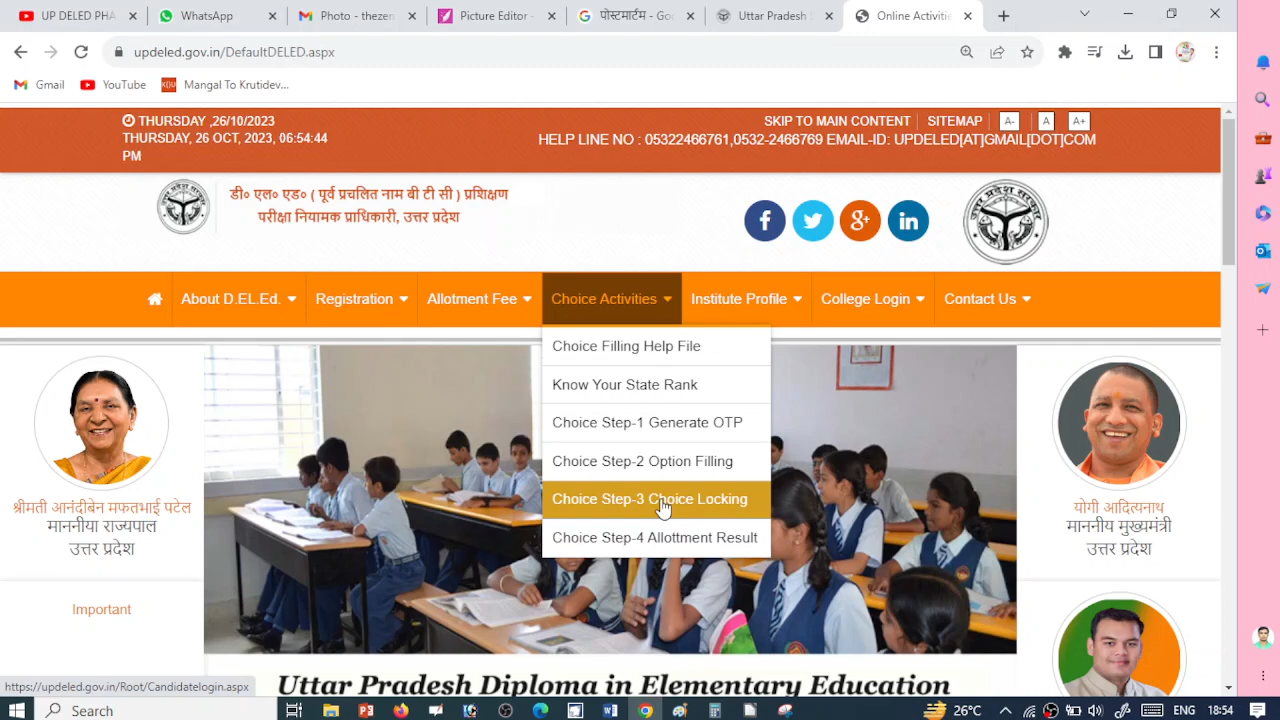 UP DELED PHA
WhatsApp
Photo - thezen
Picture Editor -
पोस्टमार्टम - Go
Uttar Pradesh
Online Activitie
updeled.gov.in/DefaultDELED.aspx
Gmail
YouTube
Mangal To Krutidev...
THURSDAY ,26/10/2023
THURSDAY, 26 OCT, 2023, 06:54:44
PM
SKIP TO MAIN CONTENT
SITEMAP
A-
A
A+
HELP LINE NO : 05322466761,0532-2466769 EMAIL-ID: UPDELED[AT]GMAIL[DOT]COM
डी० एल० एड० ( पूर्व प्रचलित नाम बी टी सी ) प्रशिक्षण
परीक्षा नियामक प्राधिकारी, उत्तर प्रदेश
About D.EL.Ed.
Registration
Allotment Fee
Choice Activities
Institute Profile
College Login
Contact Us
Choice Filling Help File
Know Your State Rank
Choice Step-1 Generate OTP
Choice Step-2 Option Filling
Choice Step-3 Choice Locking
Choice Step-4 Allottment Result
श्रीमती आनंदीबेन मफतभाई पटेल
माननीया राज्यपाल
उत्तर प्रदेश
योगी आदित्यनाथ
माननीय मुख्यमंत्री
उत्तर प्रदेश
Important
Uttar Pradesh Diploma in Elementary Education
https://updeled.gov.in/Root/Candidatelogin.aspx
Search
26°C
ENG
18:54